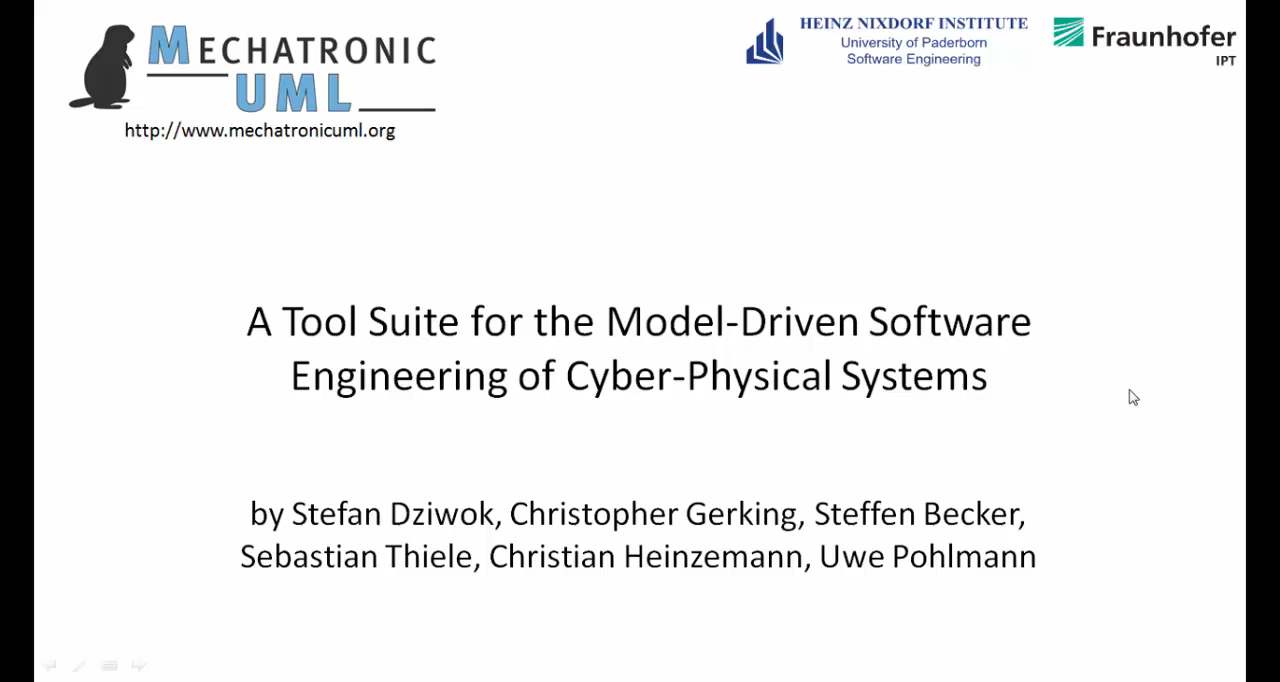 MECHATRONIC
UML
http://www.mechatronicuml.org
HEINZ NIXDORF INSTITUTE
University of Paderborn
Software Engineering
Fraunhofer
IPT
A Tool Suite for the Model-Driven Software
Engineering of Cyber-Physical Systems
by Stefan Dziwok, Christopher Gerking, Steffen Becker,
Sebastian Thiele, Christian Heinzemann, Uwe Pohlmann